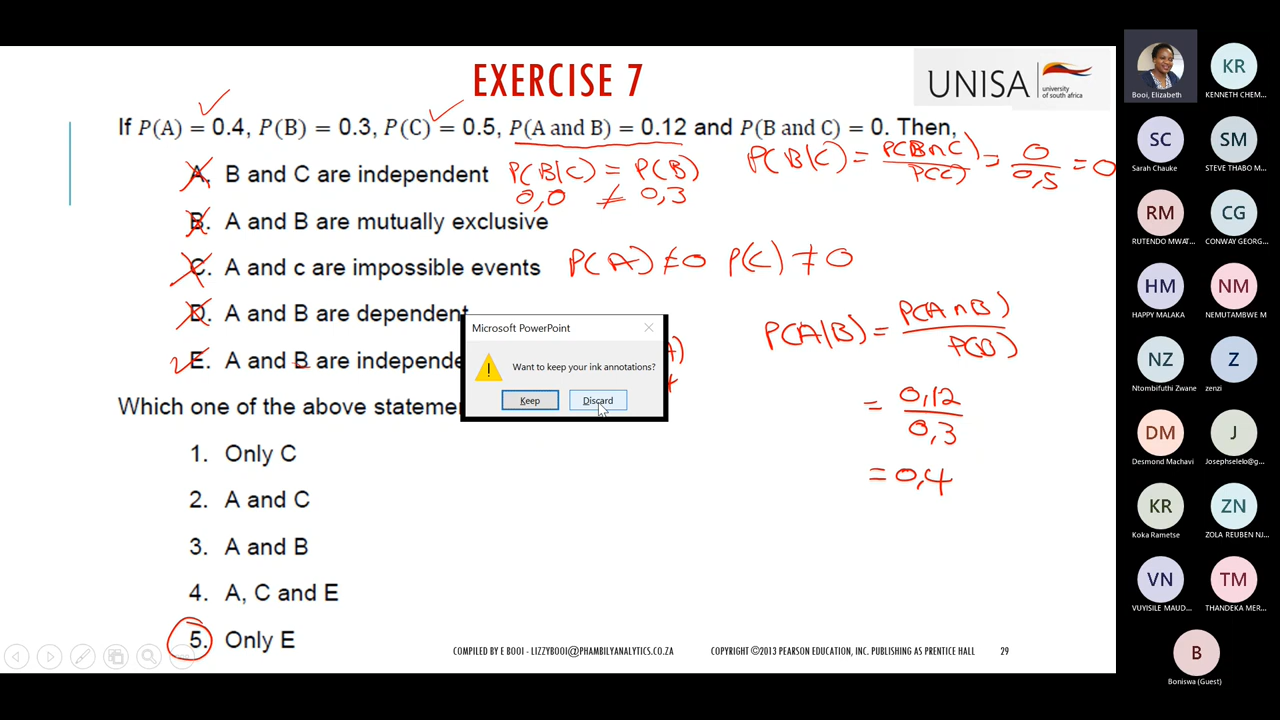 EXERCISE 7
UNISA
university
of south africa
If P(A) = 0.4, P(B) = 0.3, P(C) = 0.5, P(A and B) = 0.12 and P(B and C) = 0. Then,
A. B and C are independent
P(B|C) = P(B)
0,0 ≠ 0,3
P(B|C) = P(B∩C)/P(C) = 0/0,5 = 0
B. A and B are mutually exclusive
C. A and c are impossible events
P(A) ≠ 0 P(C) ≠ 0
D. A and B are dependent
E. A and B are independe
P(A|B) = P(A∩B)/P(B)
= 0,12/0,3
= 0,4
Microsoft PowerPoint
Want to keep your ink annotations?
Keep
Discard
Which one of the above stateme
1. Only C
2. A and C
3. A and B
4. A, C and E
5. Only E
COMPILED BY E BOOI - LIZZYBOOI@PHAMBILYANALYTICS.CO.ZA
COPYRIGHT ©2013 PEARSON EDUCATION, INC. PUBLISHING AS PRENTICE HALL
29
Booi, Elizabeth
KR
KENNETH CHEM...
SC
Sarah Chauke
SM
STEVE THABO M...
RM
RUTENDO MWAT...
CG
CONWAY GEORG...
HM
HAPPY MALAKA
NM
NEMUTAMBWE M
NZ
Ntombifuthi Zwane
Z
zenzi
DM
Desmond Machavi
J
Josephselelo@g...
KR
Koka Rametse
ZN
ZOLA REUBEN NJ...
VN
VUYISILE MAUD...
TM
THANDEKA MER...
B
Boniswa (Guest)